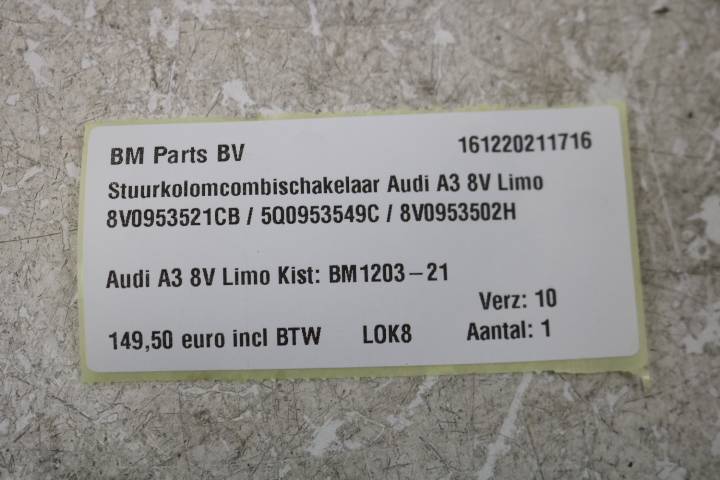 BM Parts BV 161220211716
Stuurkolomcombischakelaar Audi A3 8V Limo
8V0953521CB / 5Q0953549C / 8V0953502H
Audi A3 8V Limo Kist: BM1203-21
Verz: 10
149,50 euro incl BTW LOK8 Aantal: 1